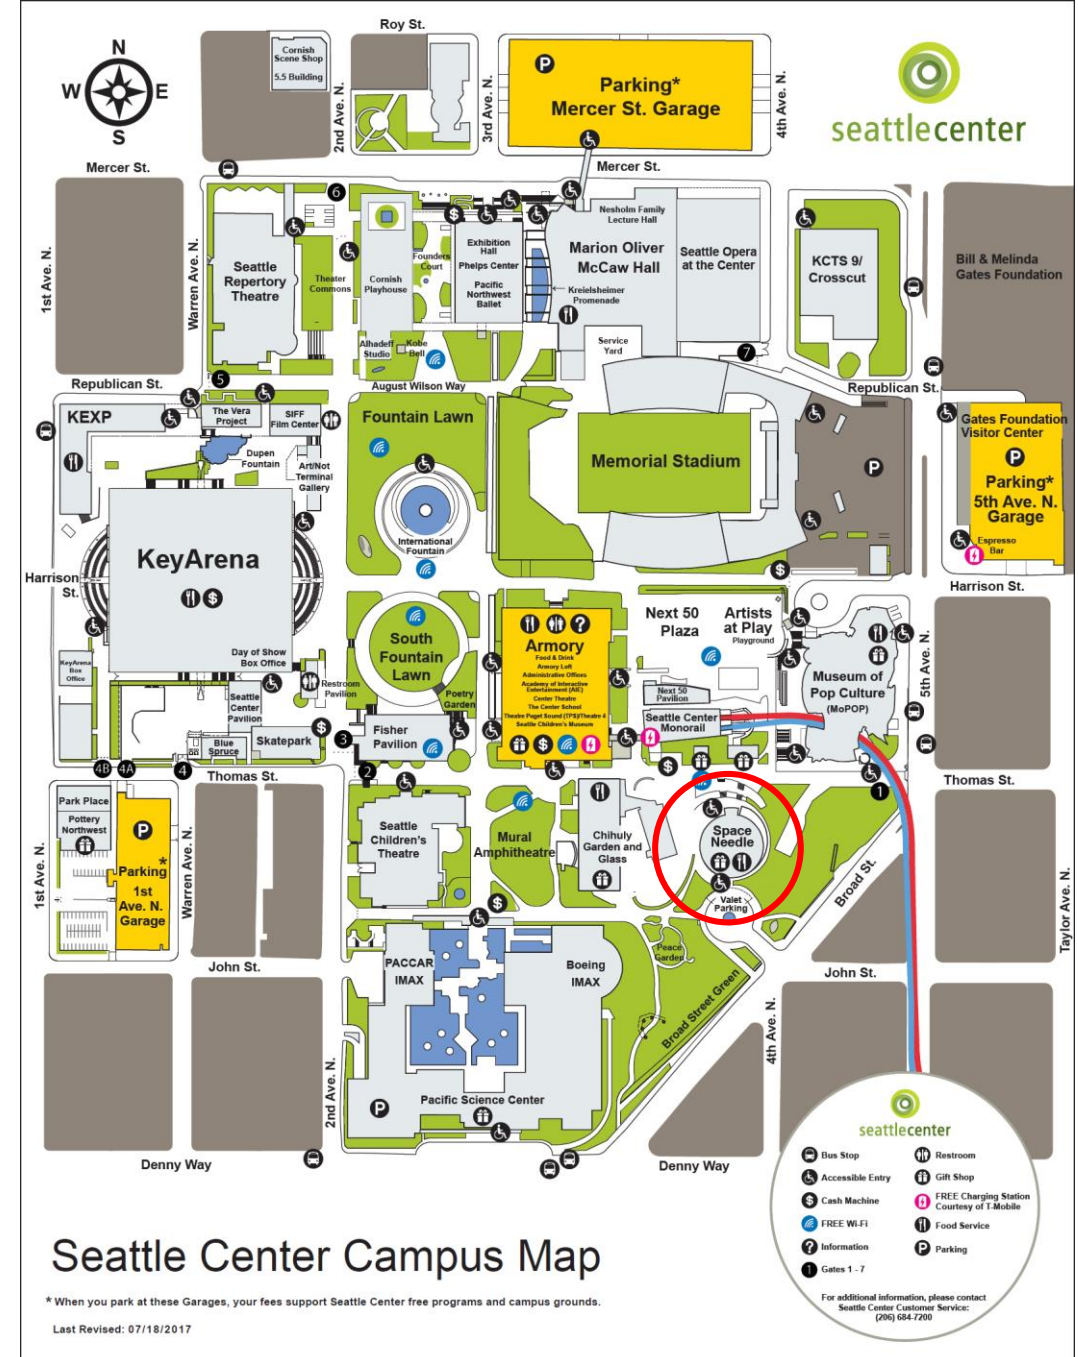 Roy St.
N
W
E
S
Cornish
Scene Shop
5.5 Building
2nd Ave. N.
3rd Ave. N.
P
Parking*
Mercer St. Garage
4th Ave. N.
seattlecenter
Mercer St.
Mercer St.
1st Ave. N.
Warren Ave. N.
6
Seattle
Repertory
Theatre
Theater
Commons
Cornish
Playhouse
Founders
Court
$
Exhibition
Hall
Phelps Center
Pacific
Northwest
Ballet
Nesholm Family
Lecture Hall
Marion Oliver
McCaw Hall
Kreielsheimer
Promenade
Seattle Opera
at the Center
KCTS 9/
Crosscut
Bill & Melinda
Gates Foundation
Alhadeff
Studio
Kobe
Bell
Service
Yard
7
5
Republican St.
August Wilson Way
Republican St.
KEXP
The Vera
Project
SIFF
Film Center
Dupen
Fountain
Art/Not
Terminal
Gallery
Fountain Lawn
International
Fountain
Memorial Stadium
P
Gates Foundation
Visitor Center
P
Parking*
5th Ave. N.
Garage
Espresso
Bar
KeyArena
$
Harrison
St.
$
Harrison St.
KeyArena
Box
Office
Day of Show
Box Office
Restroom
Pavilion
Seattle
Center
Pavilion
Blue
Spruce
Skatepark
$
3
South
Fountain
Lawn
Poetry
Garden
Fisher
Pavilion
?
Armory
Food & Drink
Armory Loft
Administrative Offices
Academy of Interactive
Entertainment (AIE)
Center Theatre
The Center School
Theatre Puget Sound (TPS)/Theatre 4
Seattle Children's Museum
$
Next 50
Plaza
Artists
at Play
Playground
Next 50
Pavilion
Seattle Center
Monorail
$
Museum of
Pop Culture
(MoPOP)
5th Ave. N.
4B
4A
4
Thomas St.
2
1
Thomas St.
Park Place
Pottery
Northwest
P
Parking*
1st
Ave. N.
Garage
1st Ave. N.
Warren Ave. N.
Seattle
Children's
Theatre
Mural
Amphitheatre
$
Chihuly
Garden and
Glass
Space
Needle
Valet
Parking
Broad St.
Taylor Ave. N.
John St.
John St.
PACCAR
IMAX
Boeing
IMAX
Peace
Garden
Broad Street Green
4th Ave. N.
2nd Ave. N.
P
Pacific Science Center
Denny Way
Denny Way
seattlecenter
Bus Stop
Accessible Entry
$ Cash Machine
FREE Wi-Fi
? Information
1 Gates 1 - 7
Restroom
Gift Shop
FREE Charging Station
Courtesy of T-Mobile
Food Service
P Parking
For additional information, please contact
Seattle Center Customer Service:
(206) 684-7200
Seattle Center Campus Map
* When you park at these Garages, your fees support Seattle Center free programs and campus grounds.
Last Revised: 07/18/2017